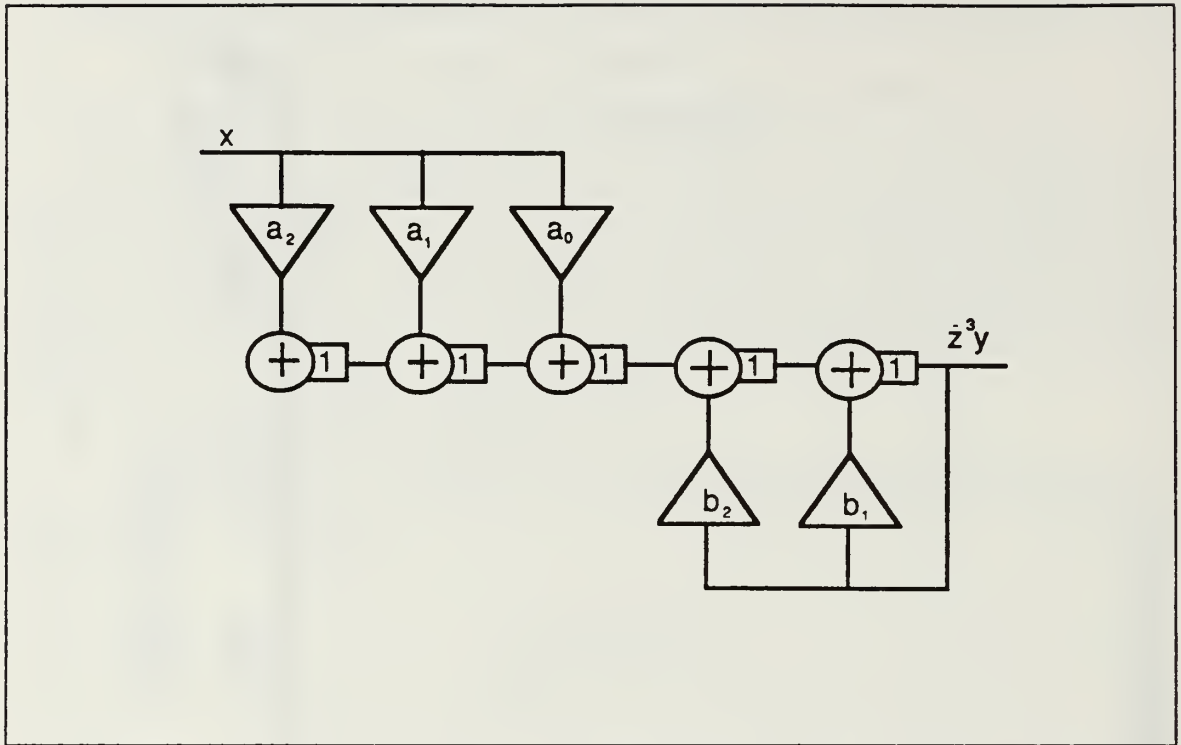 x
a₂ a₁ a₀
+ 1 + 1 + 1 + 1 + 1
z̄³y
b₂ b₁